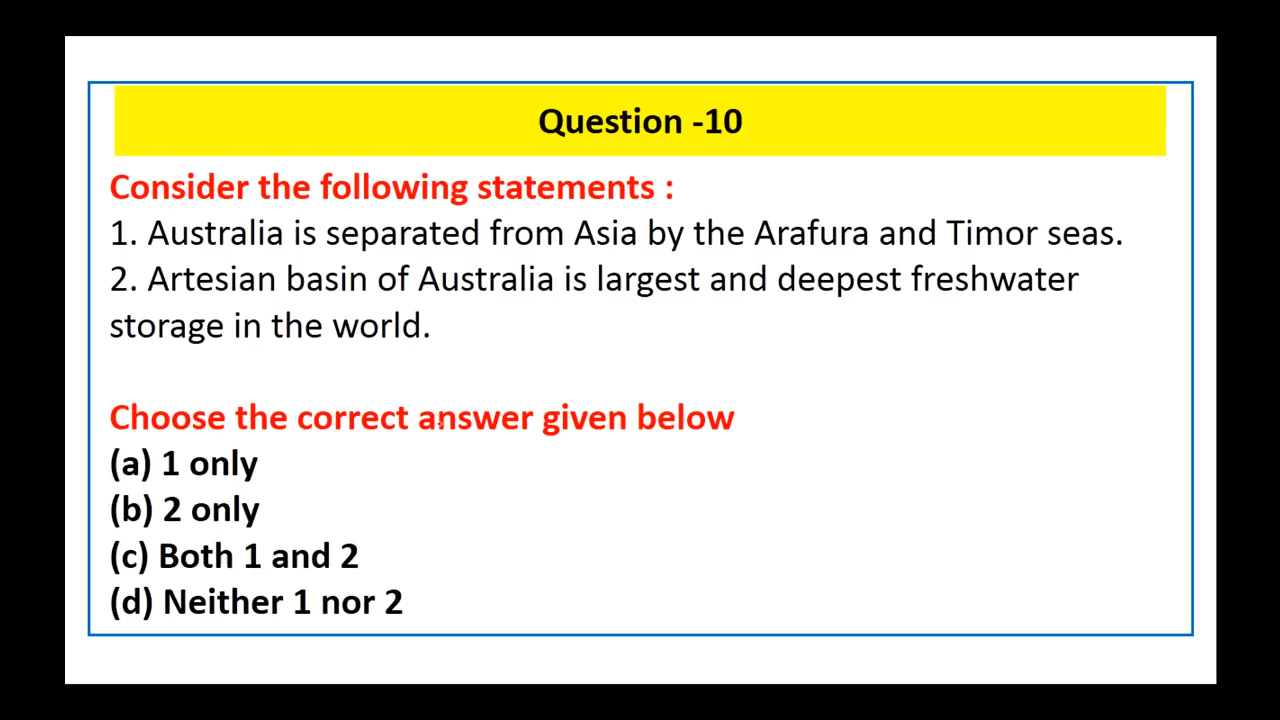 Question -10
Consider the following statements :
1. Australia is separated from Asia by the Arafura and Timor seas.
2. Artesian basin of Australia is largest and deepest freshwater
storage in the world.
Choose the correct answer given below
(a) 1 only
(b) 2 only
(c) Both 1 and 2
(d) Neither 1 nor 2